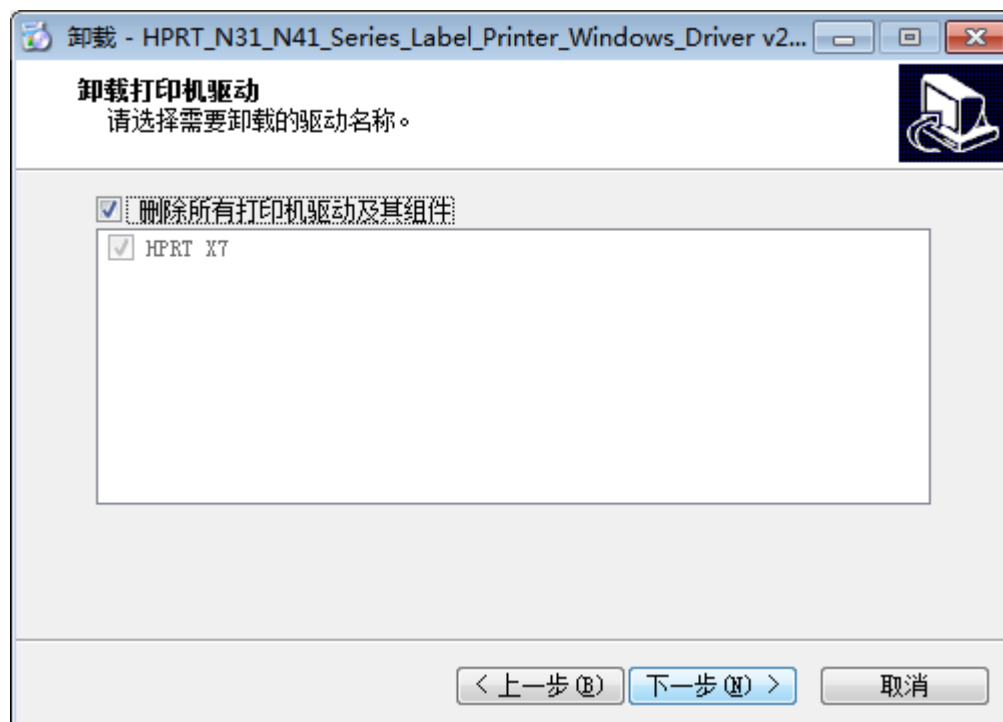 卸载 - HPRT_N31_N41_Series_Label_Printer_Windows_Driver v2...
卸载打印机驱动
请选择需要卸载的驱动名称。
删除所有打印机驱动及其组件
HPRT X7
< 上一步(B)
下一步(N) >
取消